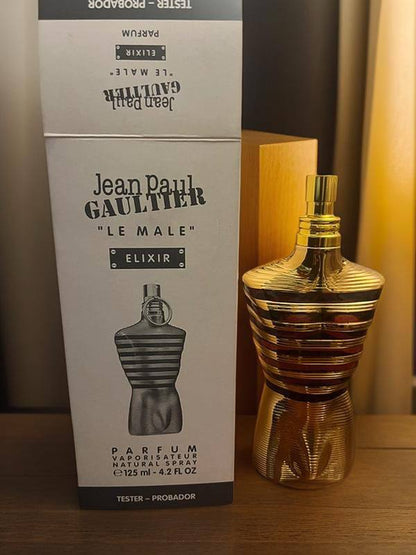 TESTER – PROBADOR
PARFUM
ELIXIR
"LE MALE"
Jean Paul
GAULTIER
Jean Paul
GAULTIER
"LE MALE"
ELIXIR
PARFUM
VAPORISATEUR
NATURAL SPRAY
℮125 ml - 4.2 FL OZ
TESTER – PROBADOR